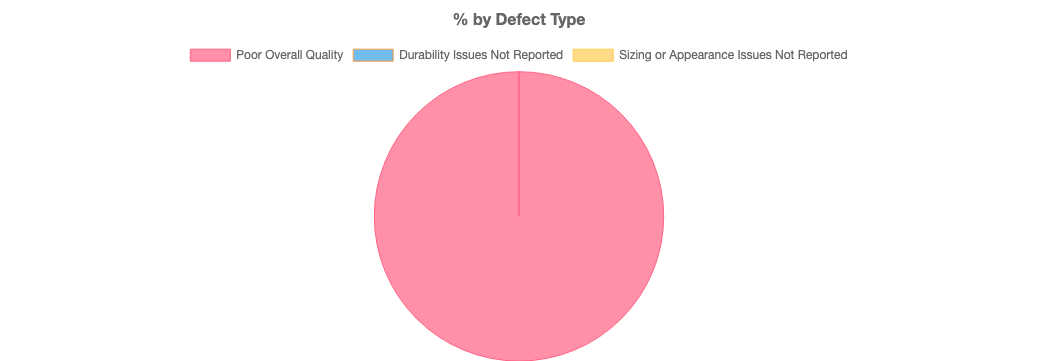 % by Defect Type
Poor Overall Quality Durability Issues Not Reported Sizing or Appearance Issues Not Reported